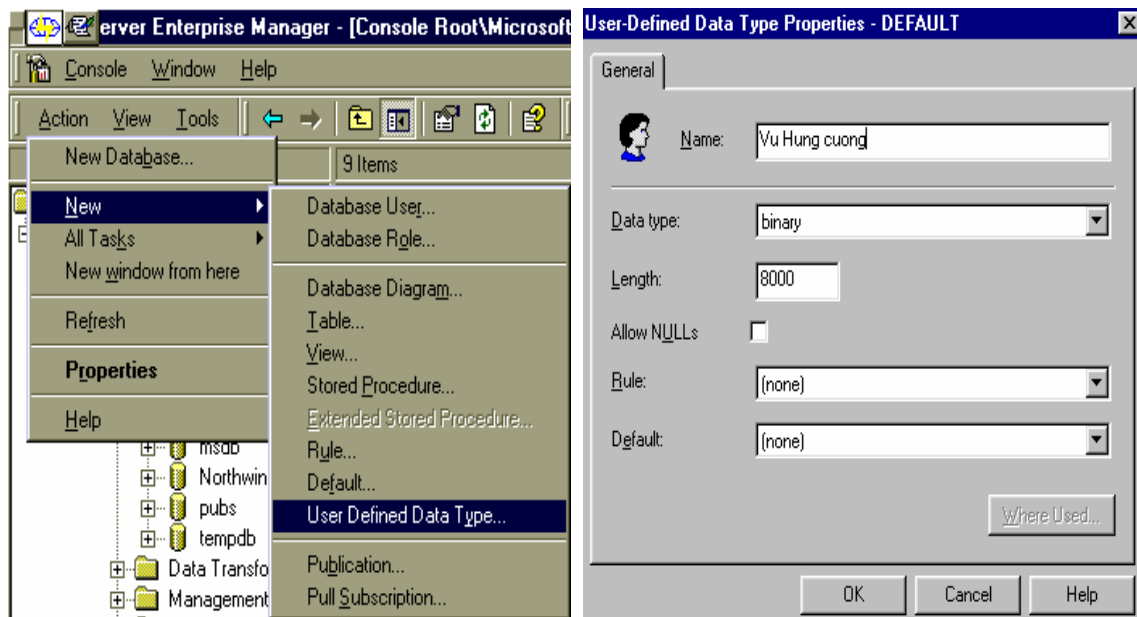 erver Enterprise Manager - [Console Root\Microsoft
Console Window Help
Action View Tools
New Database...
9 Items
New
All Tasks
New window from here
Refresh
Properties
Help
Database User...
Database Role...
Database Diagram...
Table...
View...
Stored Procedure...
Extended Stored Procedure...
Rule...
Default...
User Defined Data Type...
Publication...
Pull Subscription...
msdb
Northwin
pubs
tempdb
Data Transfo
Management
User-Defined Data Type Properties - DEFAULT
General
Name: Vu Hung cuong
Data type: binary
Length: 8000
Allow NULLs
Rule: (none)
Default: (none)
Where Used...
OK Cancel Help